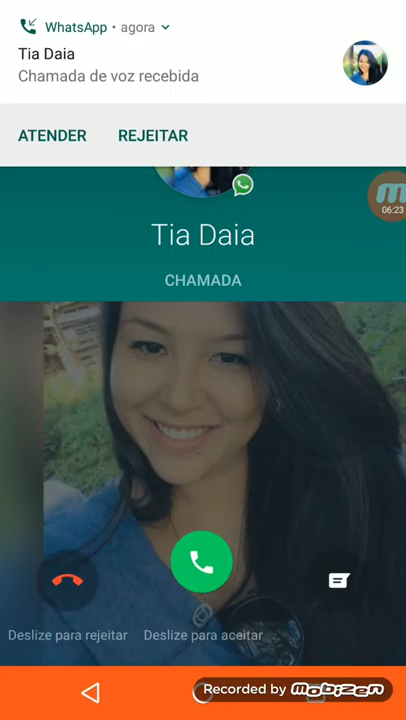 WhatsApp • agora
Tia Daia
Chamada de voz recebida
ATENDER REJEITAR
06:23
Tia Daia
CHAMADA
Deslize para rejeitar Deslize para aceitar
Recorded by mobizen